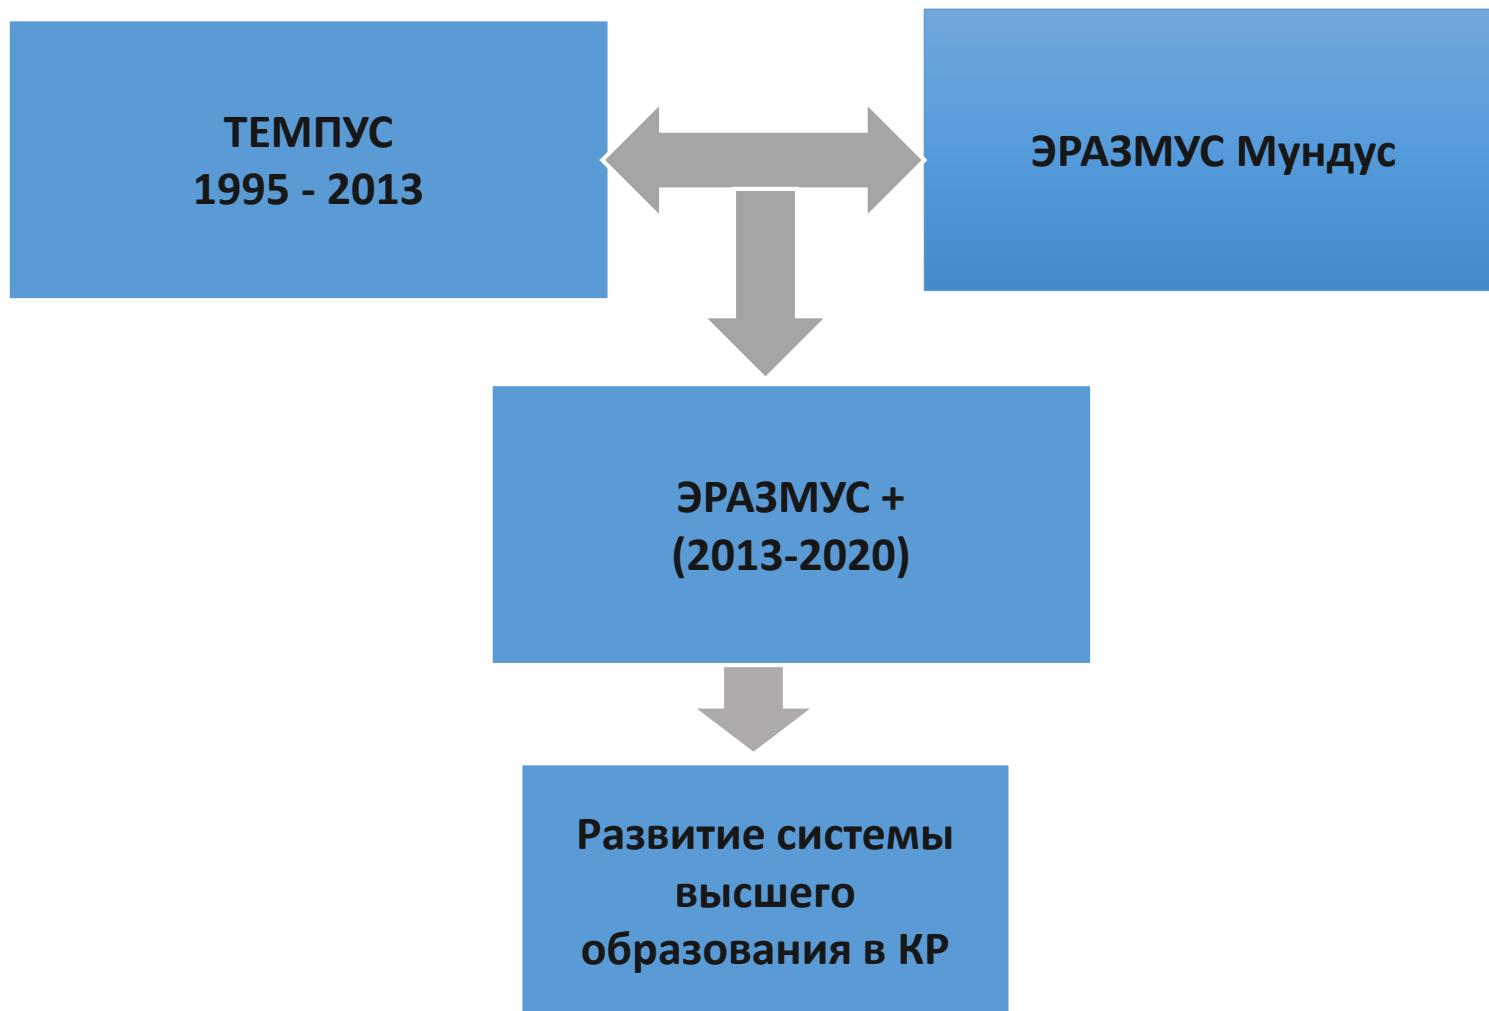 ТЕМПУС
1995 - 2013
ЭРАЗМУС Мундус
ЭРАЗМУС +
(2013-2020)
Развитие системы
высшего
образования в КР